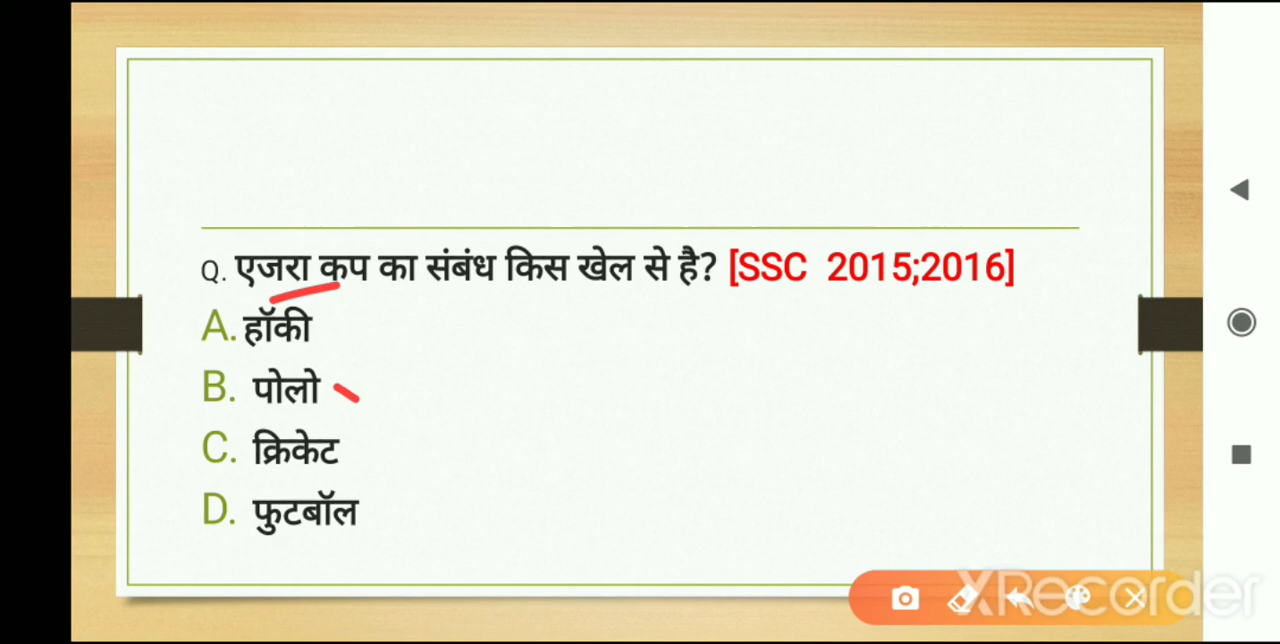 Q. एजरा कप का संबंध किस खेल से है? [SSC 2015;2016]
A. हॉकी
B. पोलो
C. क्रिकेट
D. फुटबॉल
XRecorder